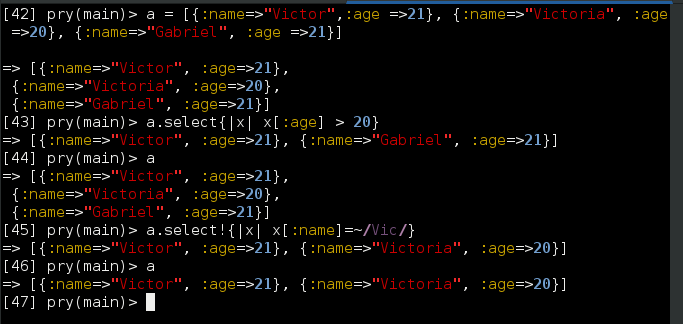 [42] pry(main)> a = [{:name=>"Victor",:age =>21}, {:name=>"Victoria", :age
 =>20}, {:name=>"Gabriel", :age =>21}]
=> [{:name=>"Victor", :age=>21},
 {:name=>"Victoria", :age=>20},
 {:name=>"Gabriel", :age=>21}]
[43] pry(main)> a.select{|x| x[:age] > 20}
=> [{:name=>"Victor", :age=>21}, {:name=>"Gabriel", :age=>21}]
[44] pry(main)> a
=> [{:name=>"Victor", :age=>21},
 {:name=>"Victoria", :age=>20},
 {:name=>"Gabriel", :age=>21}]
[45] pry(main)> a.select!{|x| x[:name]=~/Vic/}
=> [{:name=>"Victor", :age=>21}, {:name=>"Victoria", :age=>20}]
[46] pry(main)> a
=> [{:name=>"Victor", :age=>21}, {:name=>"Victoria", :age=>20}]
[47] pry(main)>